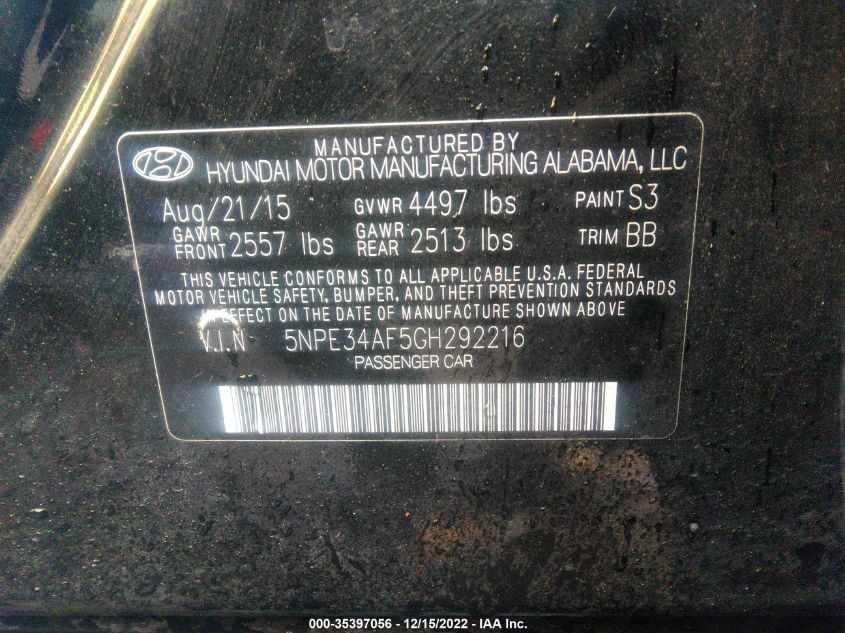 MANUFACTURED BY
HYUNDAI MOTOR MANUFACTURING ALABAMA, LLC
Aug/21/15 GVWR 4497 lbs PAINT S3
GAWR FRONT 2557 lbs GAWR REAR 2513 lbs TRIM BB
THIS VEHICLE CONFORMS TO ALL APPLICABLE U.S.A. FEDERAL
MOTOR VEHICLE SAFETY, BUMPER, AND THEFT PREVENTION STANDARDS
IN EFFECT ON THE DATE OF MANUFACTURE SHOWN ABOVE
V.I.N 5NPE34AF5GH292216
PASSENGER CAR
000-35397056 - 12/15/2022 - IAA Inc.